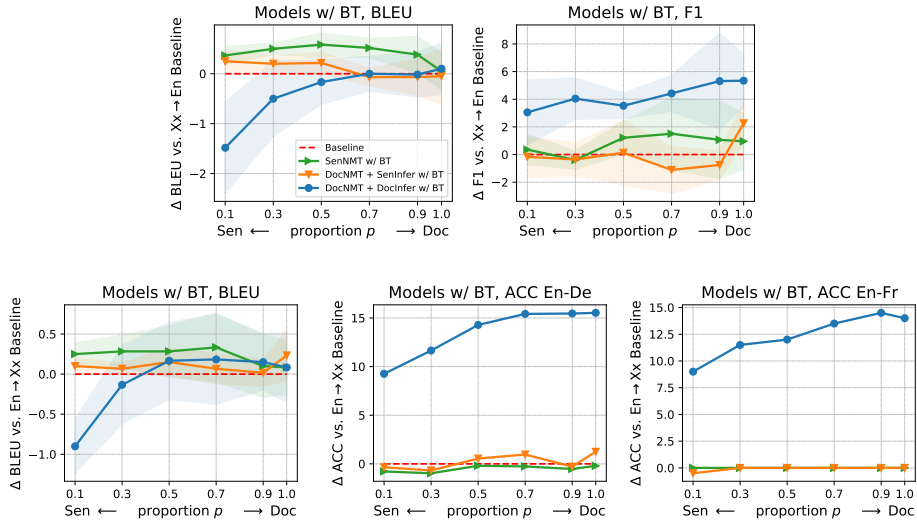 Models w/ BT, BLEU
Δ BLEU vs. Xx → En Baseline
0
−1
−2
Baseline
SenNMT w/ BT
DocNMT + SenInfer w/ BT
DocNMT + DocInfer w/ BT
0.1 0.3 0.5 0.7 0.9 1.0
Sen ⟵ proportion p ⟶ Doc
Models w/ BT, F1
Δ F1 vs. Xx → En Baseline
8
6
4
2
0
−2
0.1 0.3 0.5 0.7 0.9 1.0
Sen ⟵ proportion p ⟶ Doc
Models w/ BT, BLEU
Δ BLEU vs. En → Xx Baseline
0.5
0.0
−0.5
−1.0
0.1 0.3 0.5 0.7 0.9 1.0
Sen ⟵ proportion p ⟶ Doc
Models w/ BT, ACC En-De
Δ ACC vs. En → Xx Baseline
15
10
5
0
0.1 0.3 0.5 0.7 0.9 1.0
Sen ⟵ proportion p ⟶ Doc
Models w/ BT, ACC En-Fr
Δ ACC vs. En → Xx Baseline
15.0
12.5
10.0
7.5
5.0
2.5
0.0
0.1 0.3 0.5 0.7 0.9 1.0
Sen ⟵ proportion p ⟶ Doc